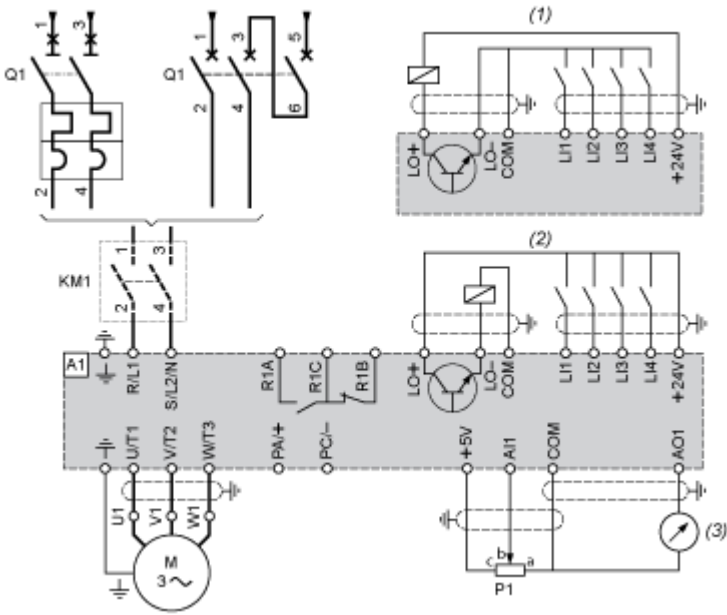 (1)
1
3
1
3
5
Q1
Q1
2
4
6
2
4
LO+
LO–
COM
LI1
LI2
LI3
LI4
+24V
(2)
1
3
KM1
2
4
A1
R/L1
S/L2/N
R1A
R1C
R1B
LO+
LO–
COM
LI1
LI2
LI3
LI4
+24V
U/T1
V/T2
W/T3
PA/+
PC/–
+5V
AI1
COM
AO1
U1
V1
W1
(3)
M
3
c
b
a
P1